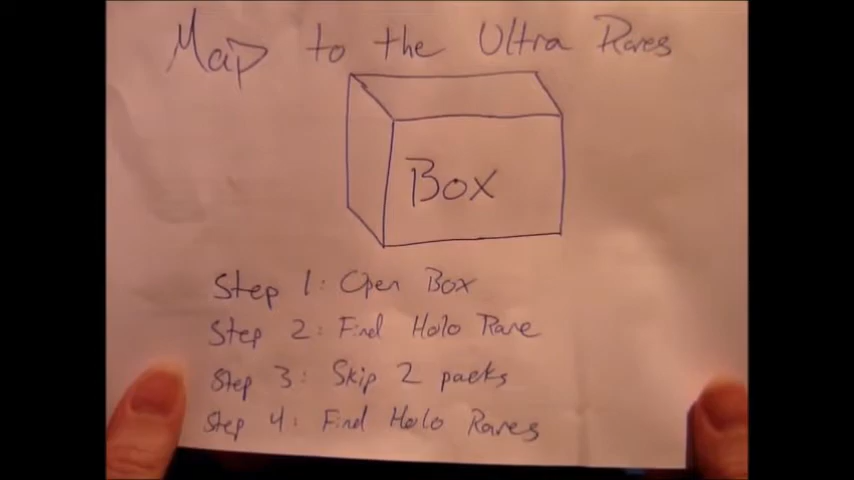 Map to the Ultra Rares
Box
Step 1: Open Box
Step 2: Find Holo Rare
Step 3: Skip 2 packs
Step 4: Find Holo Rares